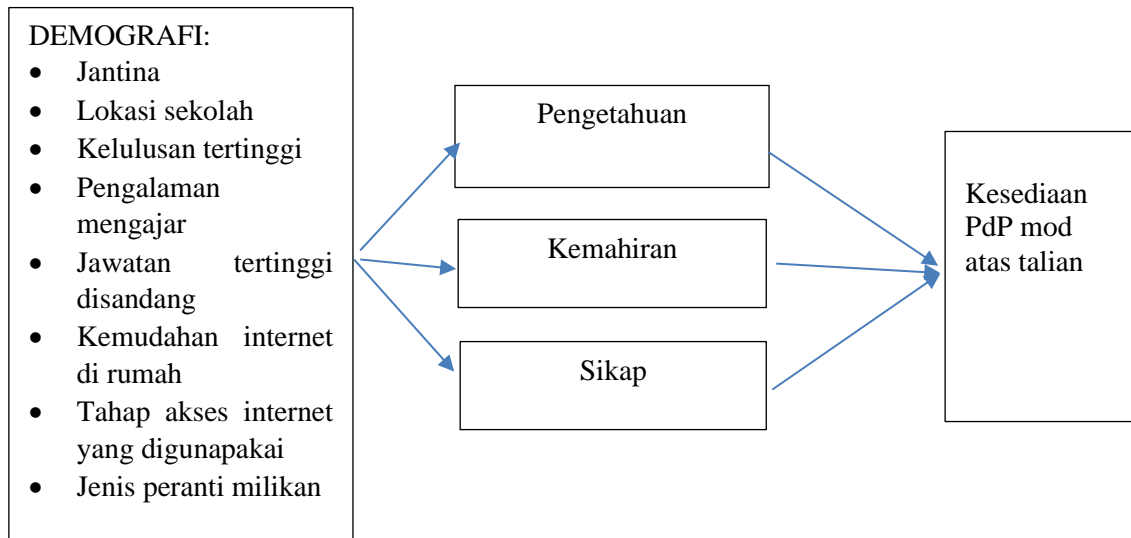 DEMOGRAFI:
• Jantina
• Lokasi sekolah
• Kelulusan tertinggi
• Pengalaman
mengajar
• Jawatan tertinggi
disandang
• Kemudahan internet
di rumah
• Tahap akses internet
yang digunapakai
• Jenis peranti milikan
Pengetahuan
Kemahiran
Sikap
Kesediaan
PdP mod
atas talian